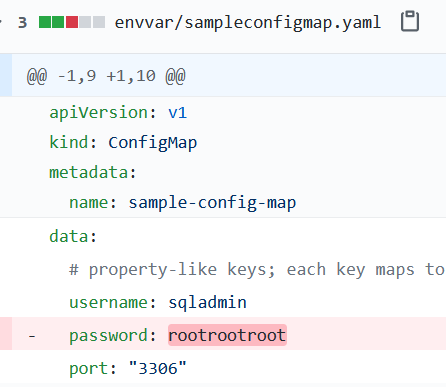 3 envvar/sampleconfigmap.yaml
@@ -1,9 +1,10 @@
apiVersion: v1
kind: ConfigMap
metadata:
name: sample-config-map
data:
# property-like keys; each key maps to
username: sqladmin
- password: rootrootroot
port: "3306"